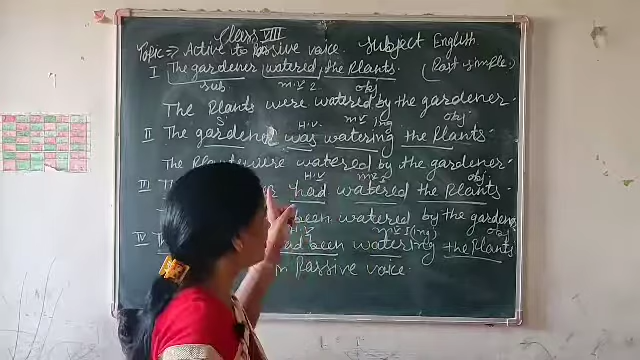 Class VIII
Topic => Active to Passive voice. Subject English.
I The gardener, watered, the Plants. (Past simple)
sub m.v 2 obj
The Plants were watered by the gardener.
S H.V. m.v ing obj
II The gardener was watering the Plants.
The Plants were watered by the gardener.
H.V m.v 2 obj.
III had watered the Plants.
been watered by the gardens
H.V m.v 1(ing) obj
IV had been watering the Plants
Passive voice.